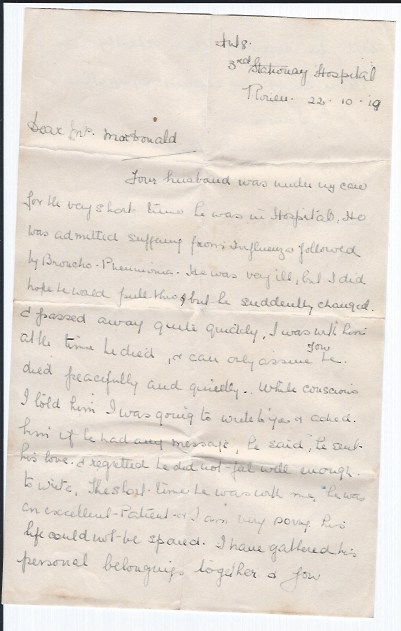 3rd Stationary Hospital
Rouen. 22.10.19
Dear Mrs. MacDonald
Your husband was under my care
for the very short time he was in Hospital, He
was admitted suffering from Influenza followed
by Broncho-Pneumonia. He was very ill, but I did
hope he would pull thro, but he suddenly changed.
& passed away quite quickly, I was with him
at the time he died, & can only assure
You
he
died peacefully and quietly. While conscious
I told him I was going to write to you & asked
him if he had any message, he said, he sent
his love & regretted he did not feel well enough
to write, The short time he was with me, he was
an excellent Patient & I am very sorry his
life could not be spared. I have gathered his
personal belongings together & few